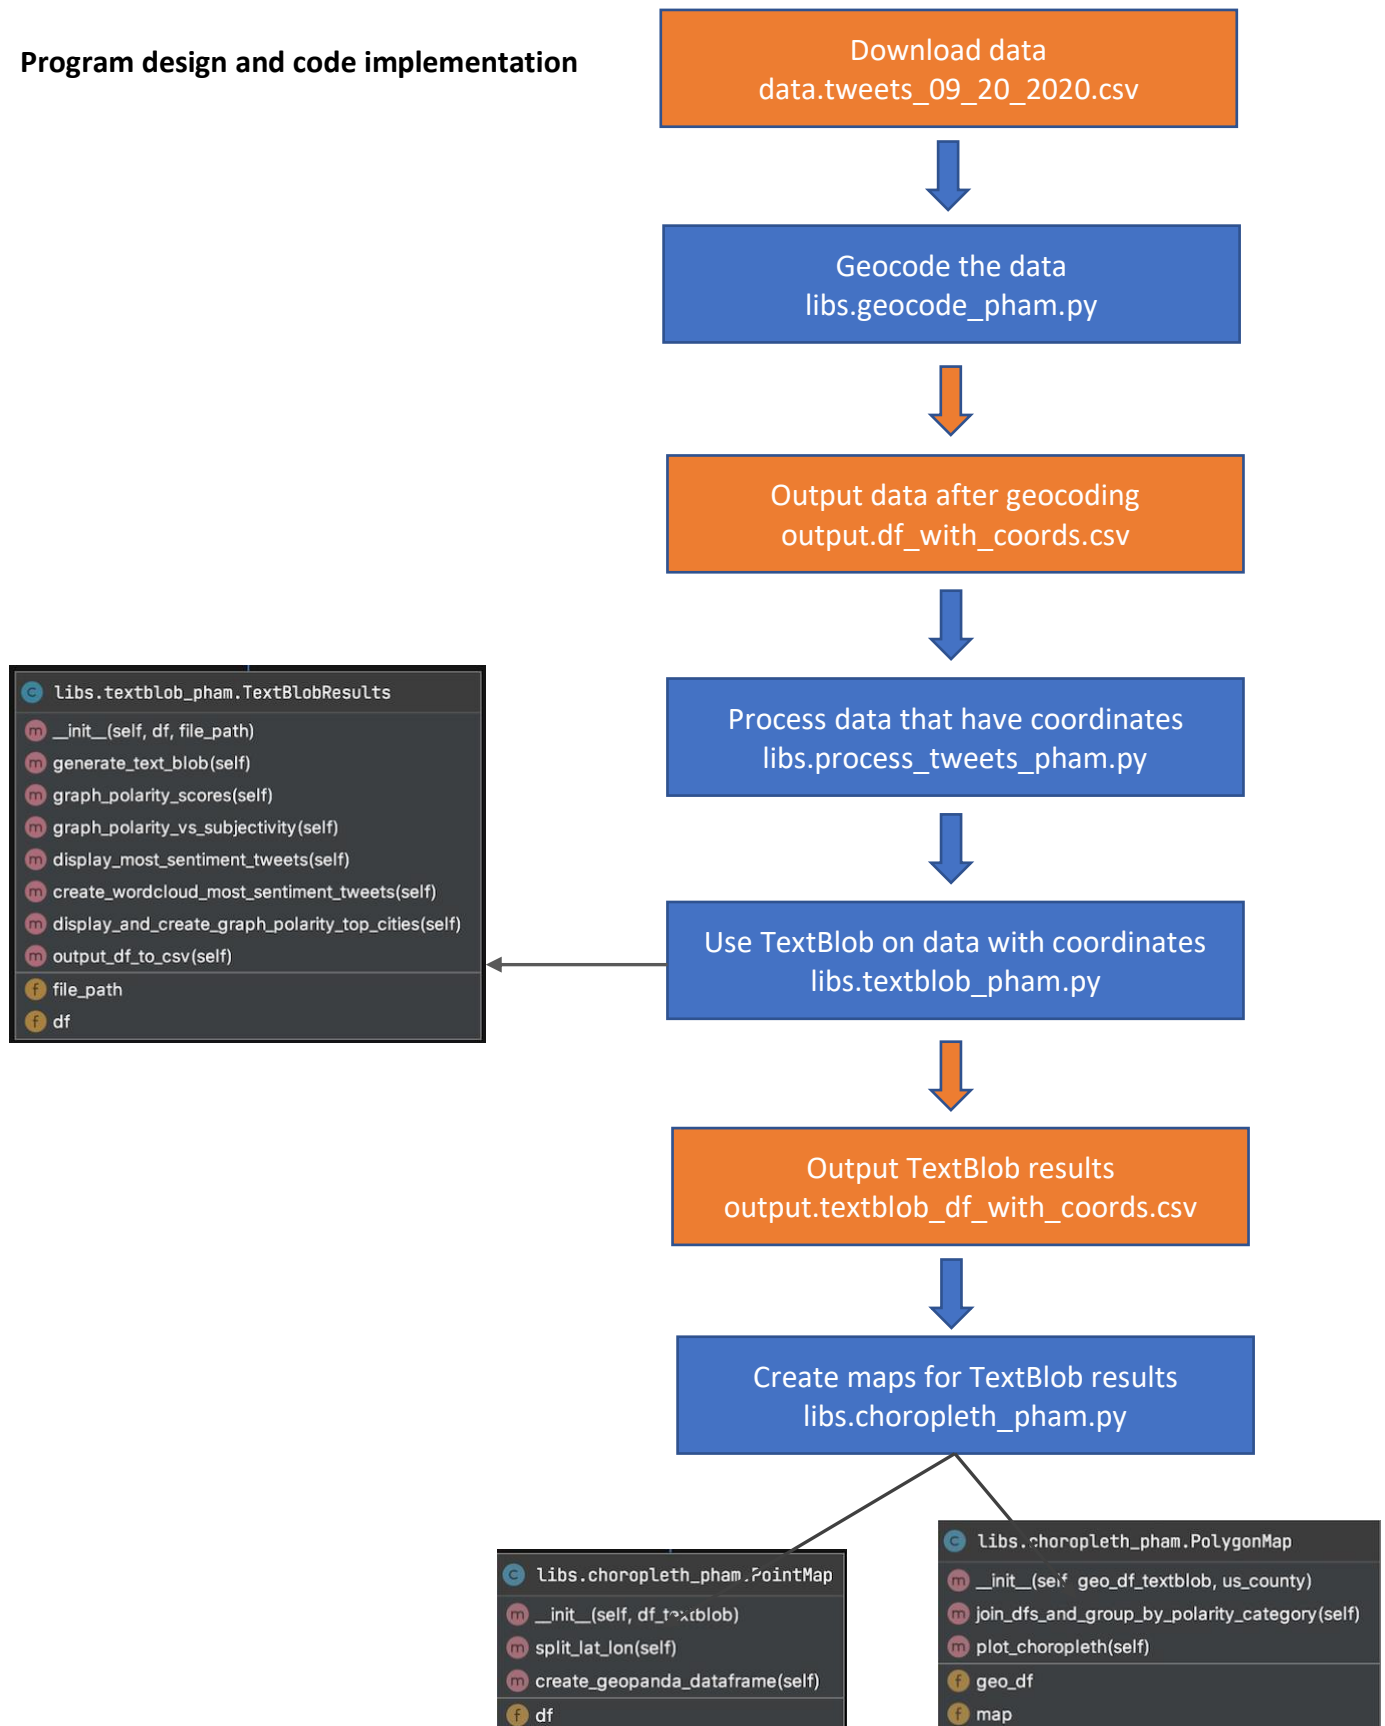 Program design and code implementation
Download data
data.tweets_09_20_2020.csv
Geocode the data
libs.geocode_pham.py
Output data after geocoding
output.df_with_coords.csv
Process data that have coordinates
libs.process_tweets_pham.py
Use TextBlob on data with coordinates
libs.textblob_pham.py
C libs.textblob_pham.TextBlobResults
m __init__(self, df, file_path)
m generate_text_blob(self)
m graph_polarity_scores(self)
m graph_polarity_vs_subjectivity(self)
m display_most_sentiment_tweets(self)
m create_wordcloud_most_sentiment_tweets(self)
m display_and_create_graph_polarity_top_cities(self)
m output_df_to_csv(self)
f file_path
f df
Output TextBlob results
output.textblob_df_with_coords.csv
Create maps for TextBlob results
libs.choropleth_pham.py
C libs.choropleth_pham.PointMap
m __init__(self, df_textblob)
m split_lat_lon(self)
m create_geopanda_dataframe(self)
f df
C libs.choropleth_pham.PolygonMap
m __init__(self, geo_df_textblob, us_county)
m join_dfs_and_group_by_polarity_category(self)
m plot_choropleth(self)
f geo_df
f map